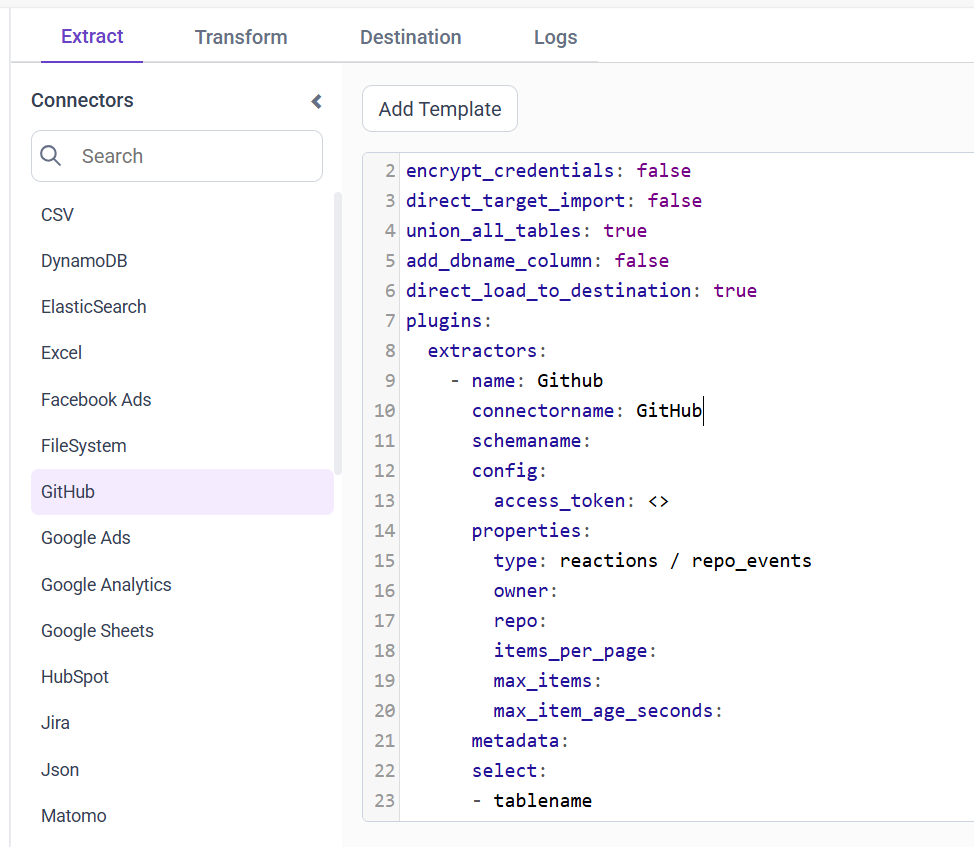 Extract
Transform
Destination
Logs
Connectors
Search
CSV
DynamoDB
ElasticSearch
Excel
Facebook Ads
FileSystem
GitHub
Google Ads
Google Analytics
Google Sheets
HubSpot
Jira
Json
Matomo
Add Template
2 encrypt_credentials: false
3 direct_target_import: false
4 union_all_tables: true
5 add_dbname_column: false
6 direct_load_to_destination: true
7 plugins:
8   extractors:
9     - name: Github
10       connectorname: GitHub
11       schemaname:
12       config:
13         access_token: <>
14       properties:
15         type: reactions / repo_events
16         owner:
17         repo:
18         items_per_page:
19         max_items:
20         max_item_age_seconds:
21       metadata:
22       select:
23       - tablename